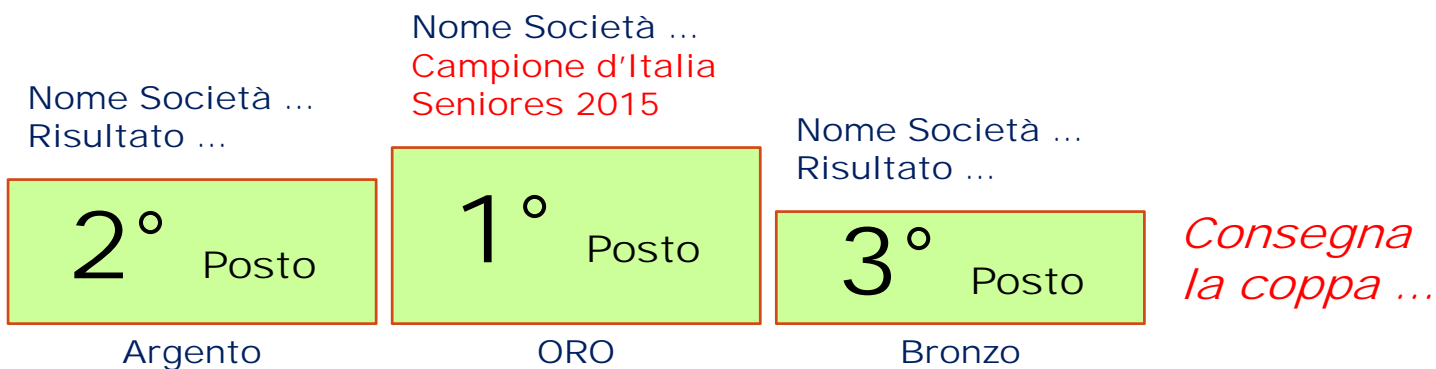 Nome Società ...
Risultato ...
2° Posto
Argento
Nome Società ...
Campione d'Italia
Seniores 2015
1° Posto
ORO
Nome Società ...
Risultato ...
3° Posto
Bronzo
Consegna
la coppa ...